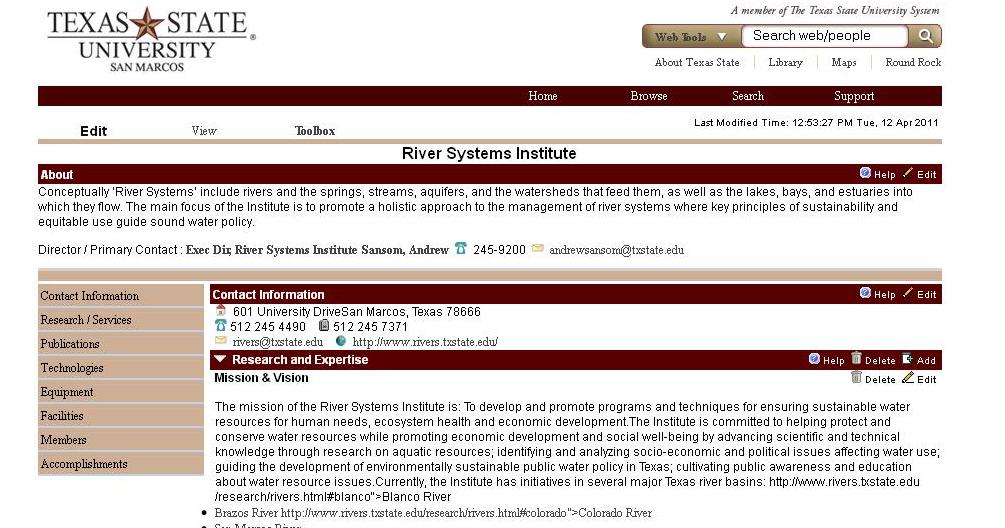 TEXAS STATE
UNIVERSITY®
SAN MARCOS
A member of The Texas State University System
Web Tools
Search web/people
About Texas State
Library
Maps
Round Rock
Home
Browse
Search
Support
Edit
View
Toolbox
Last Modified Time: 12:53:27 PM Tue, 12 Apr 2011
River Systems Institute
About
Help Edit
Conceptually 'River Systems' include rivers and the springs, streams, aquifers, and the watersheds that feed them, as well as the lakes, bays, and estuaries into
which they flow. The main focus of the Institute is to promote a holistic approach to the management of river systems where key principles of sustainability and
equitable use guide sound water policy.
Director / Primary Contact : Exec Dir, River Systems Institute Sansom, Andrew 245-9200 andrewsansom@txstate.edu
Contact Information
Research / Services
Publications
Technologies
Equipment
Facilities
Members
Accomplishments
Contact Information
Help Edit
601 University DriveSan Marcos, Texas 78666
512 245 4490 512 245 7371
rivers@txstate.edu http://www.rivers.txstate.edu/
Research and Expertise
Help Delete Add
Mission & Vision
Delete Edit
The mission of the River Systems Institute is: To develop and promote programs and techniques for ensuring sustainable water
resources for human needs, ecosystem health and economic development.The Institute is committed to helping protect and
conserve water resources while promoting economic development and social well-being by advancing scientific and technical
knowledge through research on aquatic resources; identifying and analyzing socio-economic and political issues affecting water use;
guiding the development of environmentally sustainable public water policy in Texas; cultivating public awareness and education
about water resource issues.Currently, the Institute has initiatives in several major Texas river basins: http://www.rivers.txstate.edu
/research/rivers.html#blanco">Blanco River
Brazos River http://www.rivers.txstate.edu/research/rivers.html#colorado">Colorado River